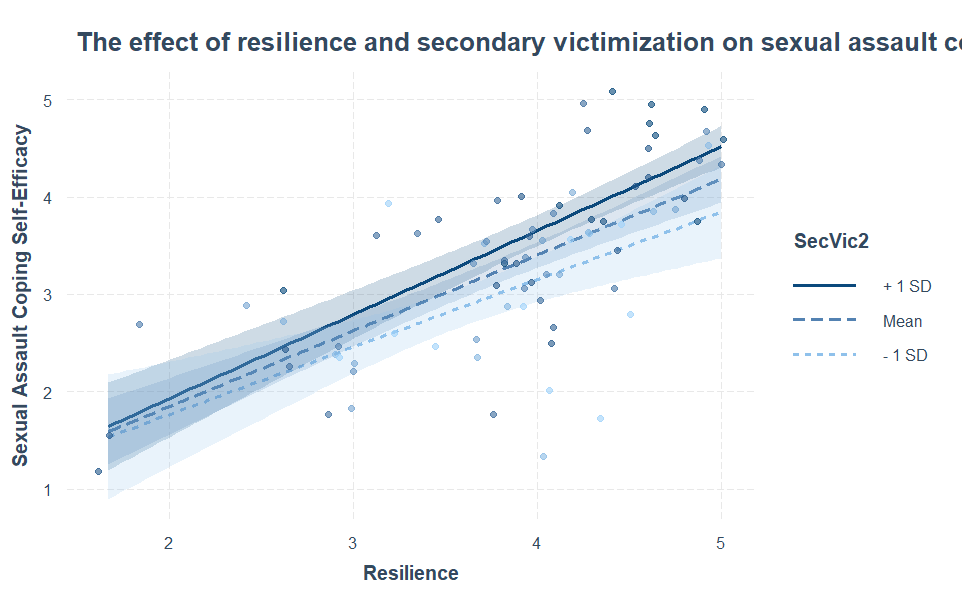 The effect of resilience and secondary victimization on sexual assault
Sexual Assault Coping Self-Efficacy
5
4
3
2
1
2
3
4
5
Resilience
SecVic2
+ 1 SD
Mean
- 1 SD